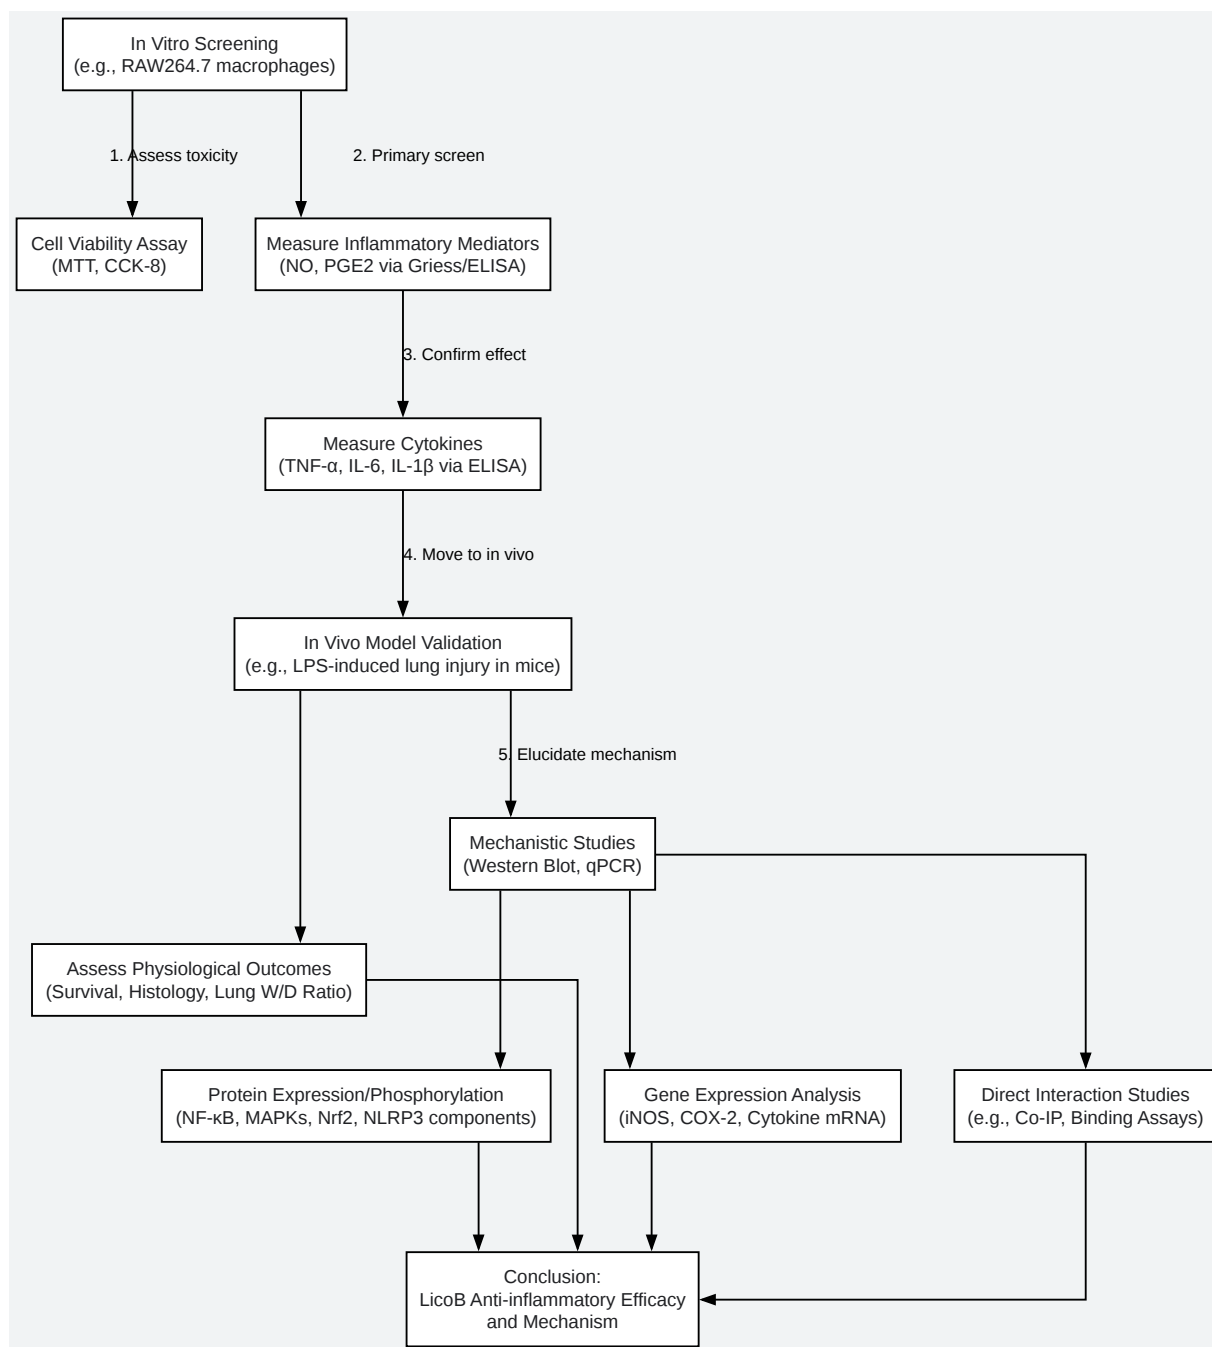 In Vitro Screening
(e.g., RAW264.7 macrophages)
1. Assess toxicity
2. Primary screen
Cell Viability Assay
(MTT, CCK-8)
Measure Inflammatory Mediators
(NO, PGE2 via Griess/ELISA)
3. Confirm effect
Measure Cytokines
(TNF-α, IL-6, IL-1β via ELISA)
4. Move to in vivo
In Vivo Model Validation
(e.g., LPS-induced lung injury in mice)
5. Elucidate mechanism
Mechanistic Studies
(Western Blot, qPCR)
Assess Physiological Outcomes
(Survival, Histology, Lung W/D Ratio)
Protein Expression/Phosphorylation
(NF-κB, MAPKs, Nrf2, NLRP3 components)
Gene Expression Analysis
(iNOS, COX-2, Cytokine mRNA)
Direct Interaction Studies
(e.g., Co-IP, Binding Assays)
Conclusion:
LicoB Anti-inflammatory Efficacy
and Mechanism